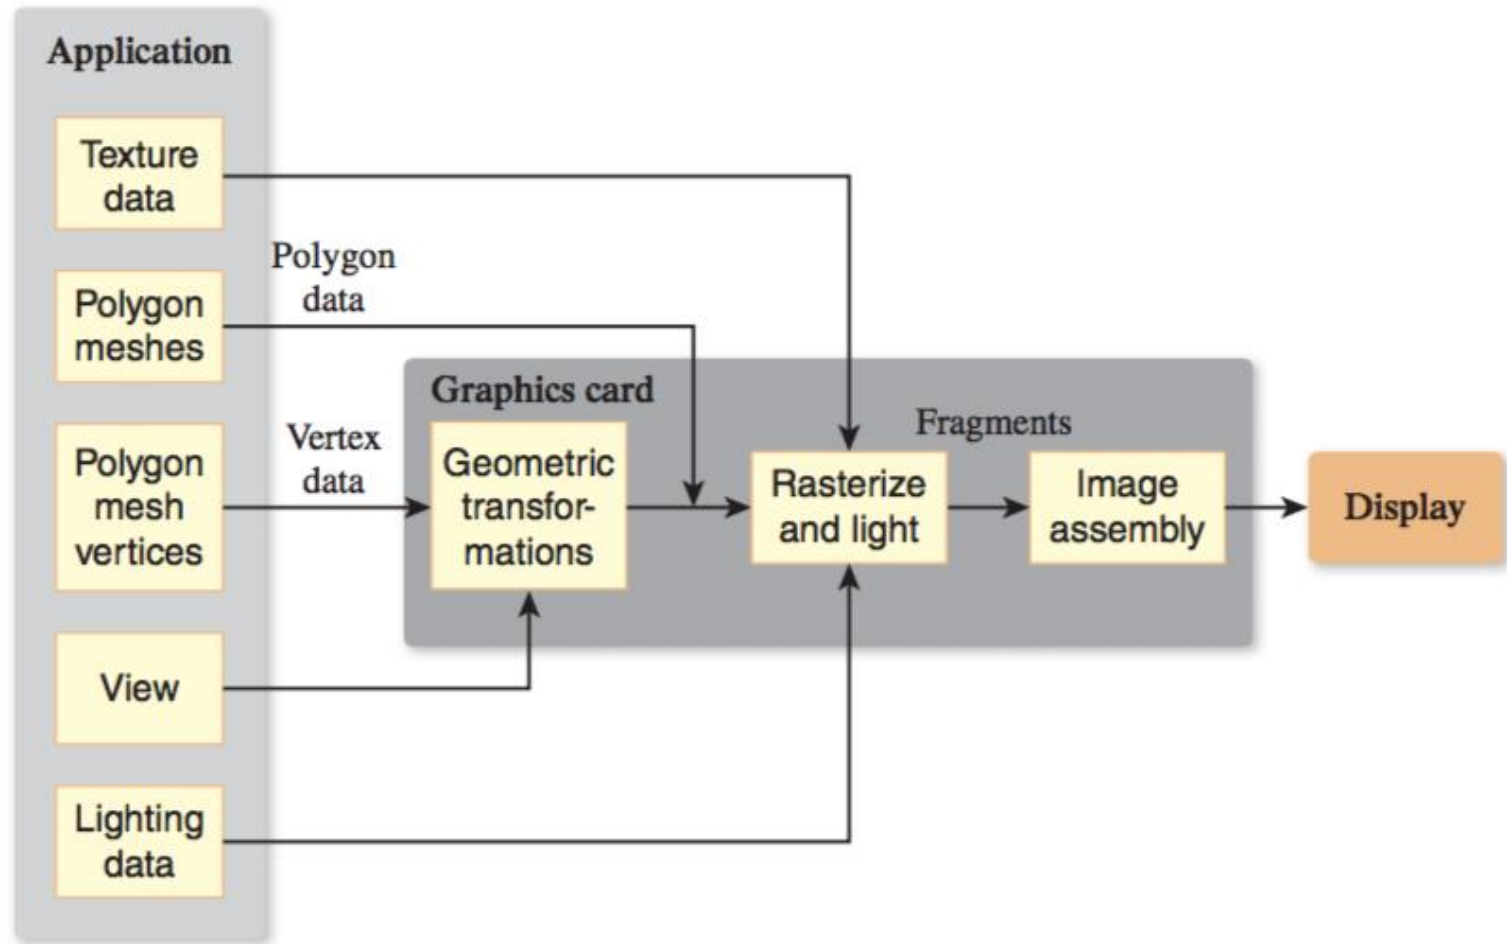 Application
Texture
data
Polygon
data
Polygon
meshes
Graphics card
Vertex
data
Polygon
mesh
vertices
Geometric
transfor-
mations
Fragments
Rasterize
and light
Image
assembly
Display
View
Lighting
data